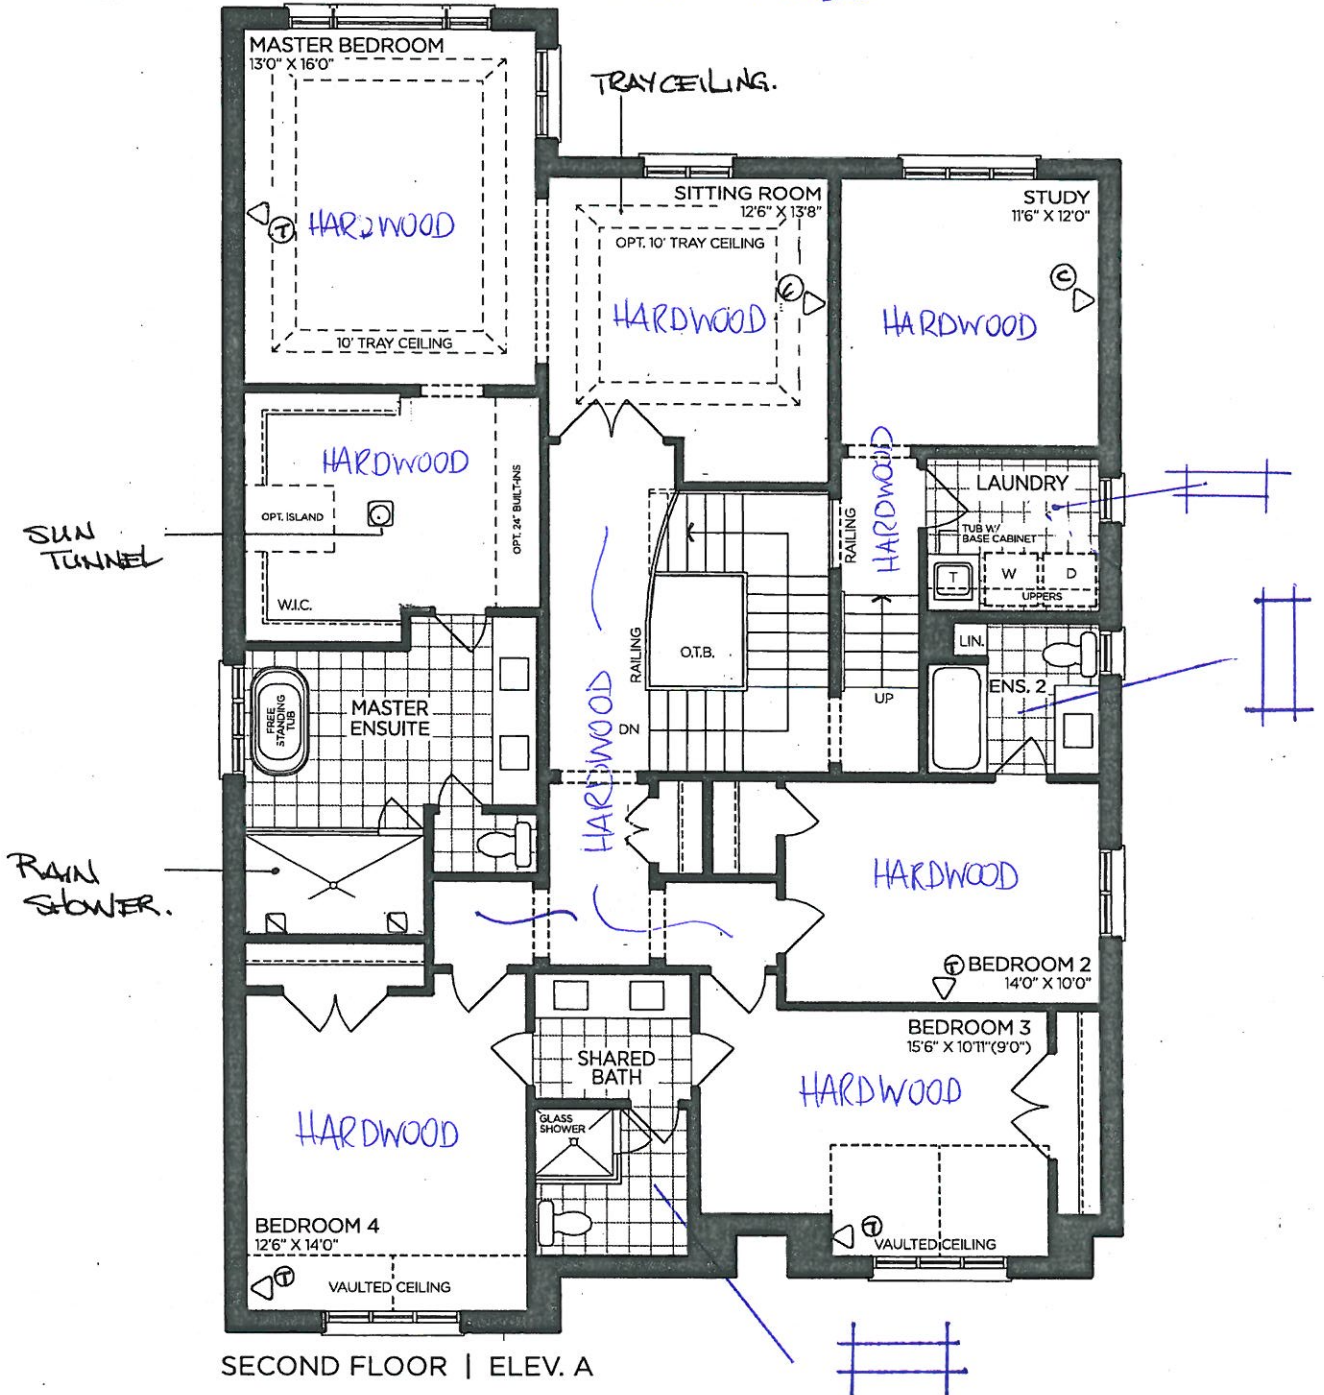 MASTER BEDROOM
13'0" X 16'0"
TRAY CEILING.
SITTING ROOM
12'6" X 13'8"
STUDY
11'6" X 12'0"
T
HARDWOOD
OPT. 10' TRAY CEILING
C
HARDWOOD
HARDWOOD
10' TRAY CEILING
HARDWOOD
OPT. 24" BUILT-INS
OPT. ISLAND
SUN
TUNNEL
W.I.C.
HARDWOOD
RAILING
LAUNDRY
TUB W/
BASE CABINET
T
W
D
UPPERS
RAILING
O.T.B.
LIN.
ENS. 2
UP
DN
FREE
STANDING
TUB
MASTER
ENSUITE
HARDWOOD
RAIN
SHOWER.
HARDWOOD
T
BEDROOM 2
14'0" X 10'0"
BEDROOM 3
15'6" X 10'11"(9'0")
SHARED
BATH
HARDWOOD
HARDWOOD
GLASS
SHOWER
BEDROOM 4
12'6" X 14'0"
T
VAULTED CEILING
T
VAULTED CEILING
SECOND FLOOR | ELEV. A